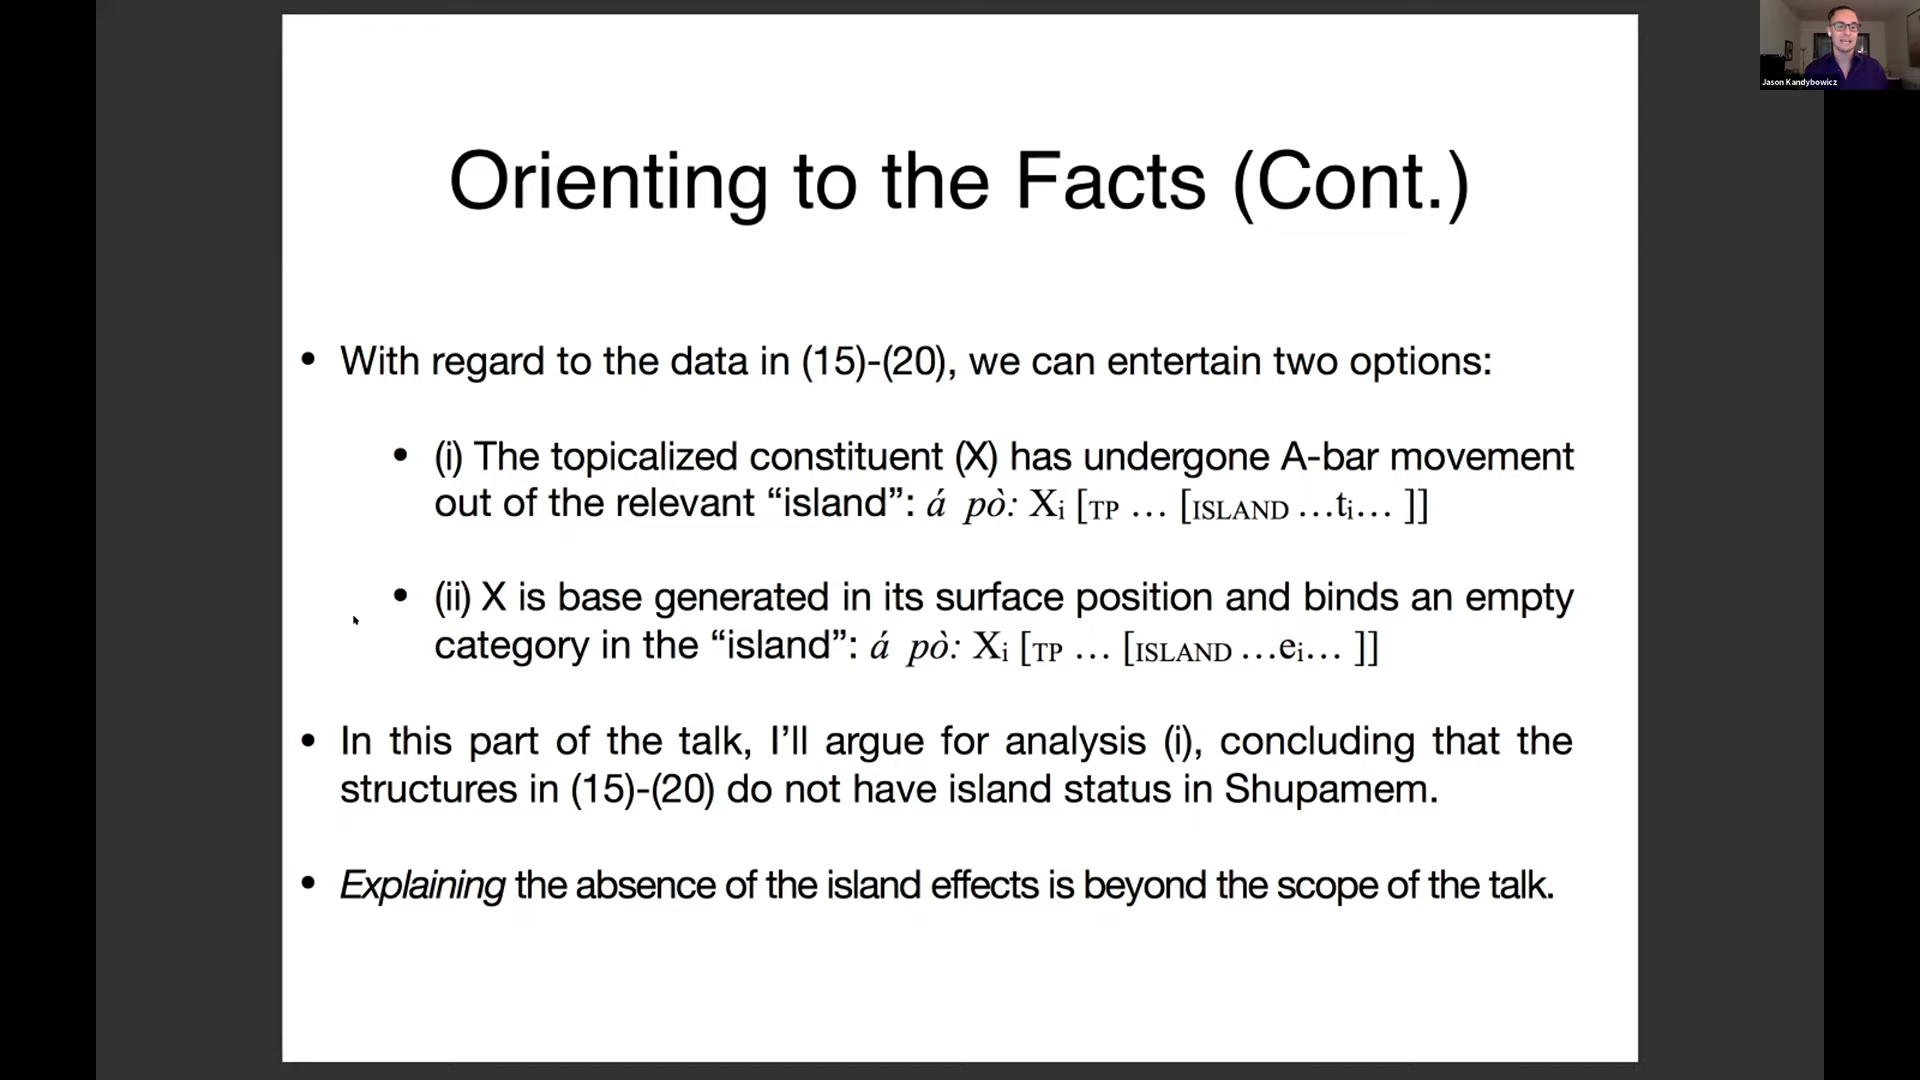 Jason Kandybowicz
Orienting to the Facts (Cont.)
• With regard to the data in (15)-(20), we can entertain two options:
• (i) The topicalized constituent (X) has undergone A-bar movement
out of the relevant “island”: á pò: Xi [TP … [ISLAND …ti… ]]
• (ii) X is base generated in its surface position and binds an empty
category in the “island”: á pò: Xi [TP … [ISLAND …ei… ]]
• In this part of the talk, I’ll argue for analysis (i), concluding that the
structures in (15)-(20) do not have island status in Shupamem.
• Explaining the absence of the island effects is beyond the scope of the talk.